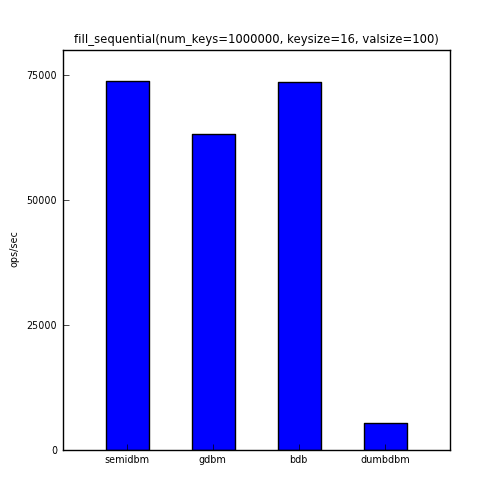 fill_sequential(num_keys=1000000, keysize=16, valsize=100)
75000
50000
25000
0
ops/sec
semidbm gdbm bdb dumbdbm